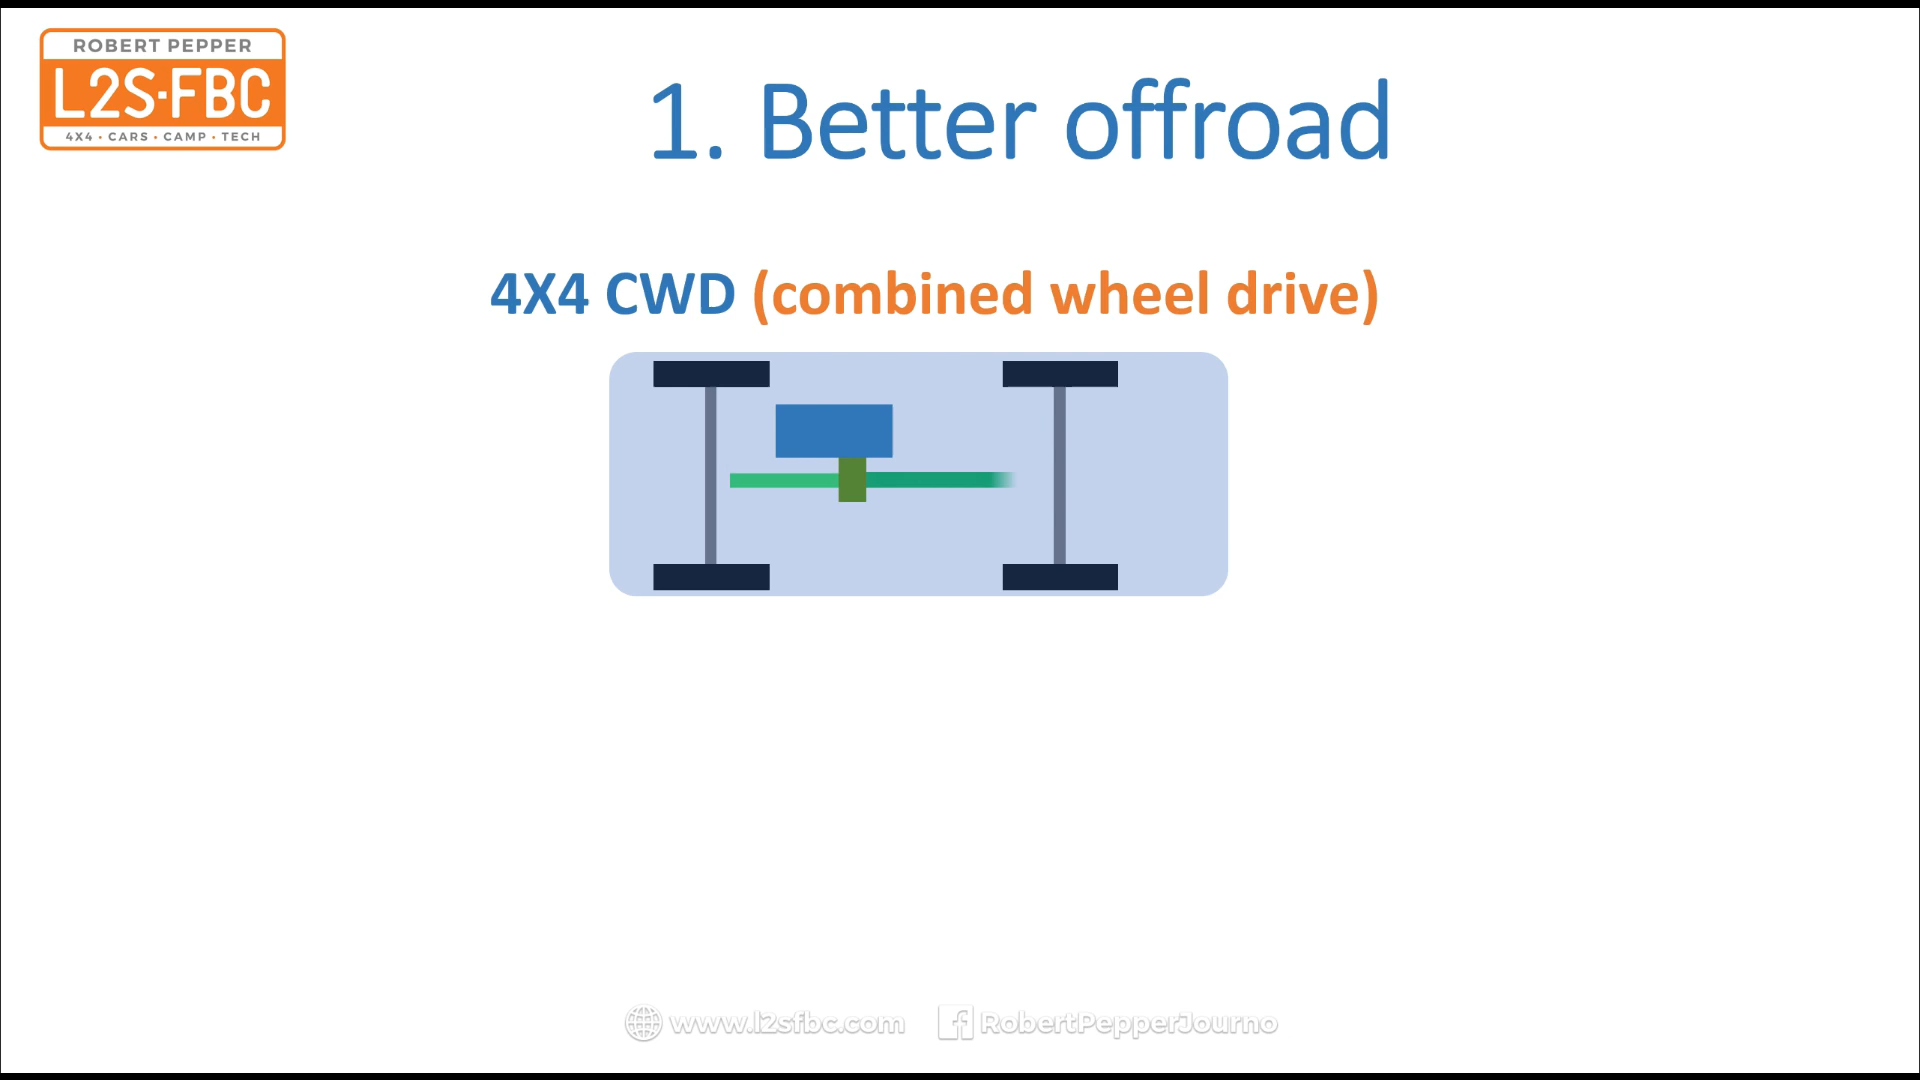 ROBERT PEPPER
L2S·FBC
4X4 · CARS · CAMP · TECH
1. Better offroad
4X4 CWD (combined wheel drive)
www.l2sfbc.com RobertPepperJourno